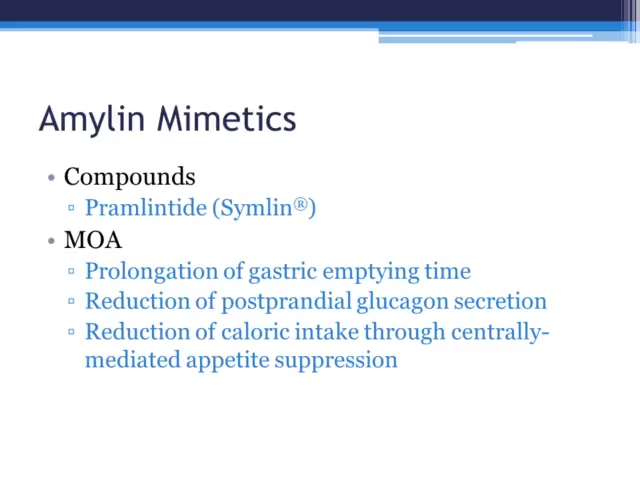 Amylin Mimetics
• Compounds
▫ Pramlintide (Symlin®)
• MOA
▫ Prolongation of gastric emptying time
▫ Reduction of postprandial glucagon secretion
▫ Reduction of caloric intake through centrally-
mediated appetite suppression